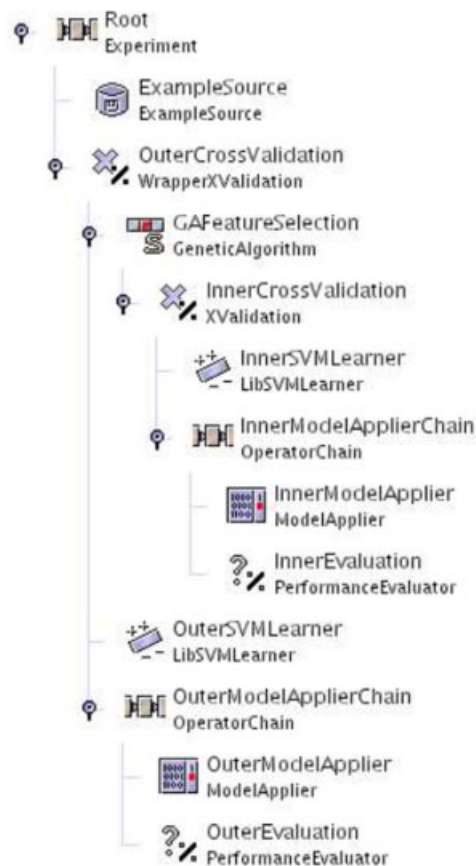 Root
Experiment
ExampleSource
ExampleSource
OuterCrossValidation
WrapperXValidation
GAFeatureSelection
GeneticAlgorithm
InnerCrossValidation
XValidation
InnerSVMLearner
LibSVMLearner
InnerModelApplierChain
OperatorChain
InnerModelApplier
ModelApplier
InnerEvaluation
PerformanceEvaluator
OuterSVMLearner
LibSVMLearner
OuterModelApplierChain
OperatorChain
OuterModelApplier
ModelApplier
OuterEvaluation
PerformanceEvaluator